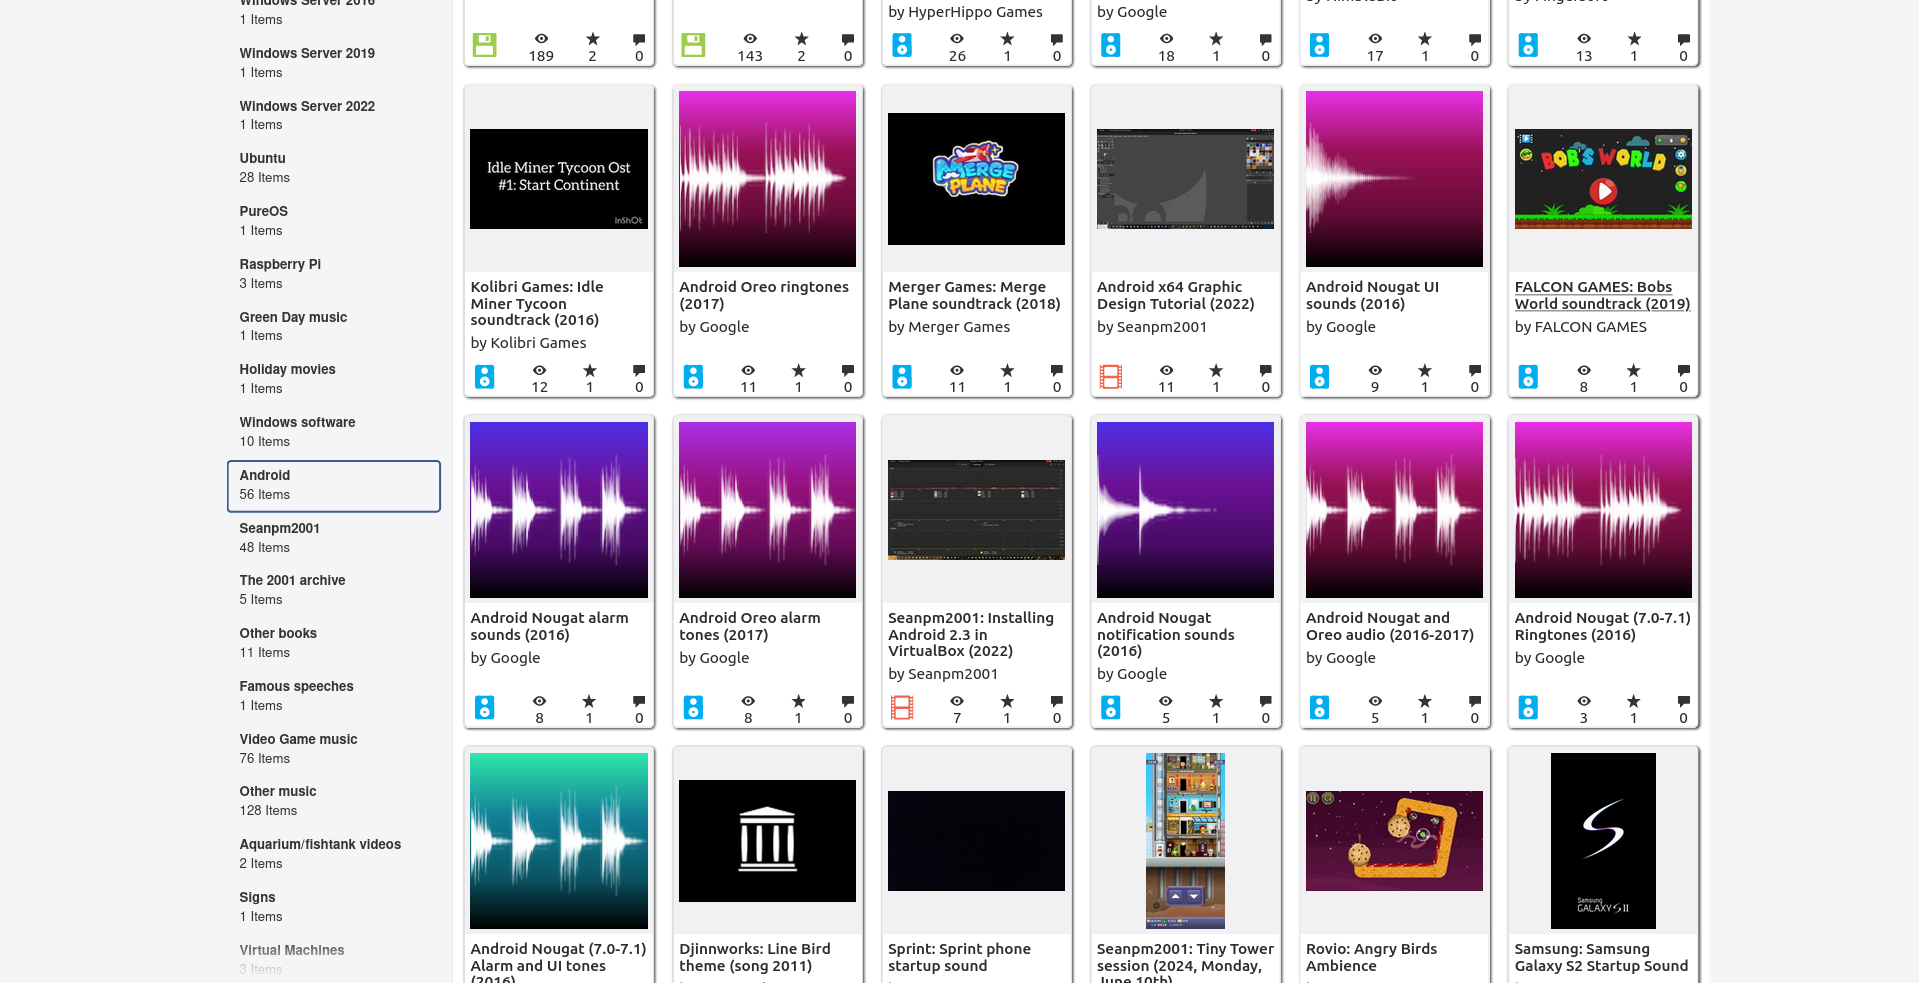 1 Items
Windows Server 2019
1 Items
Windows Server 2022
1 Items
Ubuntu
28 Items
PureOS
1 Items
Raspberry Pi
3 Items
Green Day music
1 Items
Holiday movies
1 Items
Windows software
10 Items
Android
56 Items
Seanpm2001
48 Items
The 2001 archive
5 Items
Other books
11 Items
Famous speeches
1 Items
Video Game music
76 Items
Other music
128 Items
Aquarium/fishtank videos
2 Items
Signs
1 Items
Virtual Machines
3 Items
189 2 0
143 2 0
by HyperHippo Games
26 1 0
by Google
18 1 0
17 1 0
13 1 0
Idle Miner Tycoon Ost
#1: Start Continent
InShOt
Kolibri Games: Idle
Miner Tycoon
soundtrack (2016)
by Kolibri Games
12 1 0
Android Oreo ringtones
(2017)
by Google
11 1 0
MERGE
PLANE
Merger Games: Merge
Plane soundtrack (2018)
by Merger Games
11 1 0
Android x64 Graphic
Design Tutorial (2022)
by Seanpm2001
11 1 0
Android Nougat UI
sounds (2016)
by Google
9 1 0
BOB'S WORLD
FALCON GAMES: Bobs
World soundtrack (2019)
by FALCON GAMES
8 1 0
Android Nougat alarm
sounds (2016)
by Google
8 1 0
Android Oreo alarm
tones (2017)
by Google
8 1 0
Seanpm2001: Installing
Android 2.3 in
VirtualBox (2022)
by Seanpm2001
7 1 0
Android Nougat
notification sounds
(2016)
by Google
5 1 0
Android Nougat and
Oreo audio (2016-2017)
by Google
5 1 0
Android Nougat (7.0-7.1)
Ringtones (2016)
by Google
3 1 0
Android Nougat (7.0-7.1)
Alarm and UI tones
(2016)
Djinnworks: Line Bird
theme (song 2011)
Sprint: Sprint phone
startup sound
Seanpm2001: Tiny Tower
session (2024, Monday,
June 10th)
Rovio: Angry Birds
Ambience
Samsung
GALAXY S II
Samsung: Samsung
Galaxy S2 Startup Sound